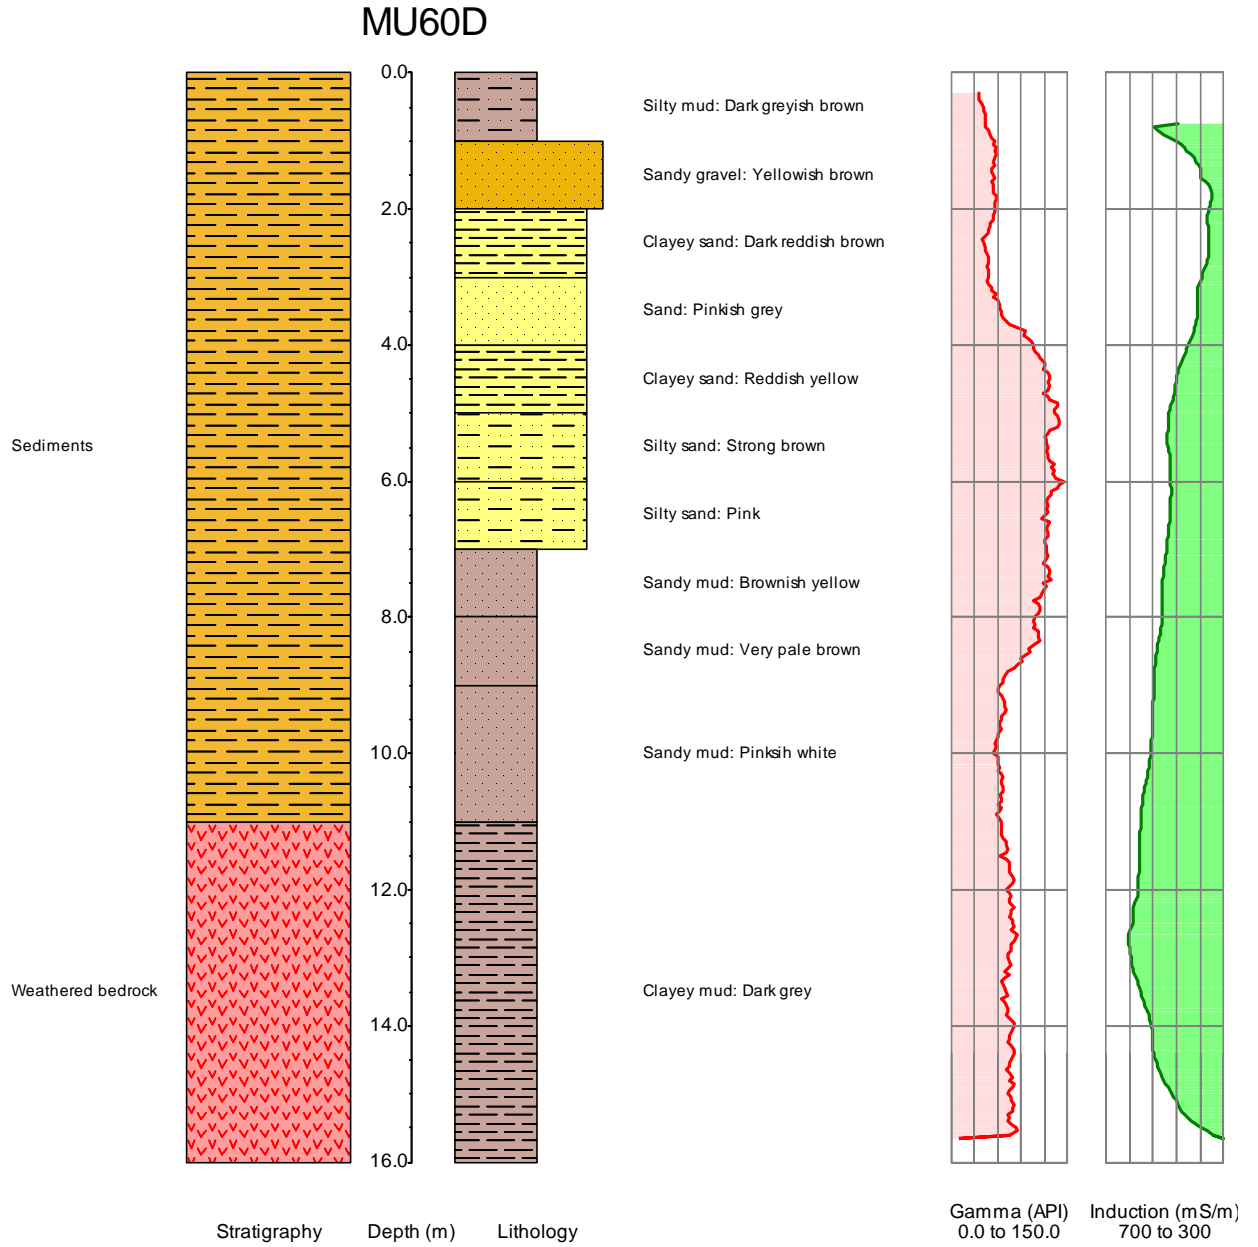 MU60D
0.0
Silty mud: Dark greyish brown
Sandy gravel: Yellowish brown
2.0
Clayey sand: Dark reddish brown
Sand: Pinkish grey
4.0
Clayey sand: Reddish yellow
Sediments
Silty sand: Strong brown
6.0
Silty sand: Pink
Sandy mud: Brownish yellow
8.0
Sandy mud: Very pale brown
10.0
Sandy mud: Pinksih white
12.0
Weathered bedrock
Clayey mud: Dark grey
14.0
16.0
Stratigraphy
Depth (m)
Lithology
Gamma (API)
0.0 to 150.0
Induction (mS/m)
700 to 300